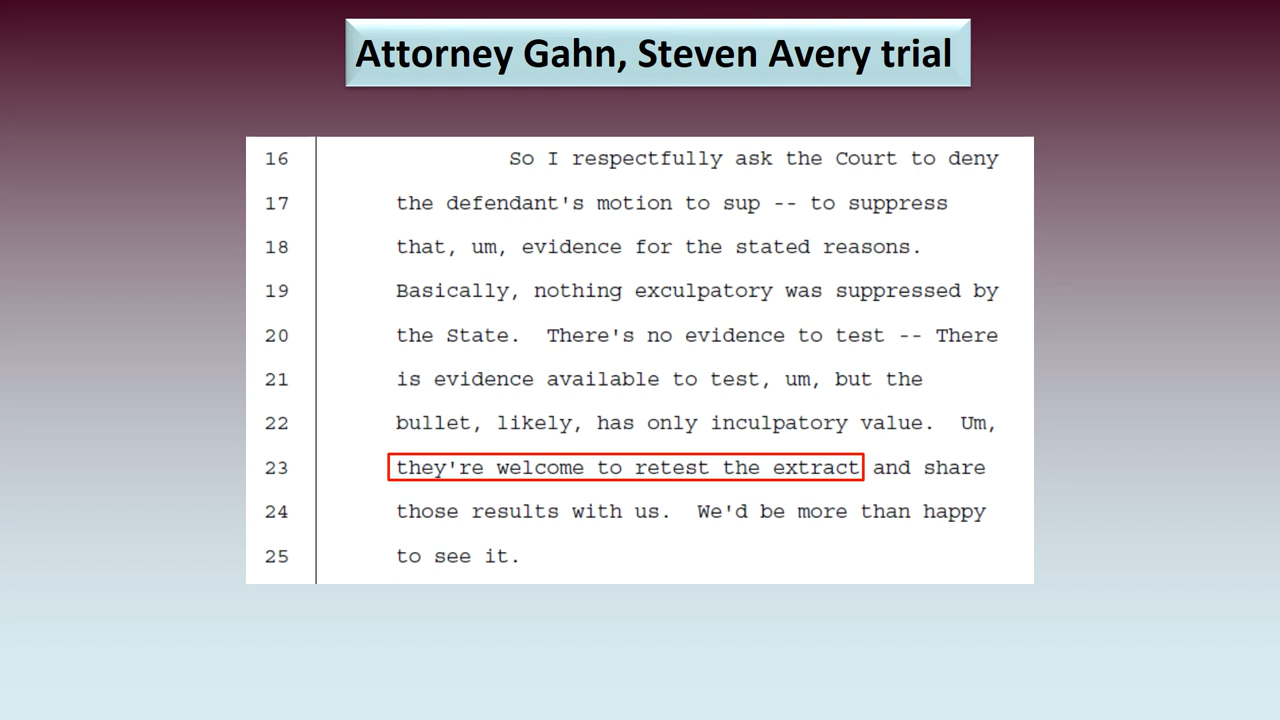 Attorney Gahn, Steven Avery trial
16 So I respectfully ask the Court to deny
17 the defendant's motion to sup -- to suppress
18 that, um, evidence for the stated reasons.
19 Basically, nothing exculpatory was suppressed by
20 the State. There's no evidence to test -- There
21 is evidence available to test, um, but the
22 bullet, likely, has only inculpatory value. Um,
23 they're welcome to retest the extract and share
24 those results with us. We'd be more than happy
25 to see it.